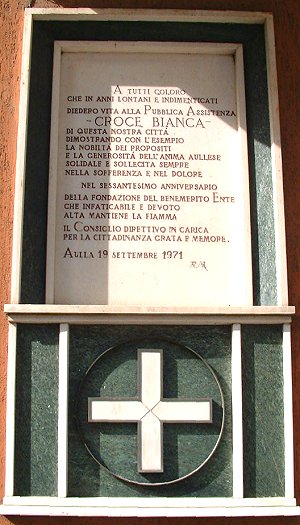 A TUTTI COLORO
CHE IN ANNI LONTANI E INDIMENTICATI
DIEDERO VITA ALLA PUBBLICA ASSISTENZA
- CROCE BIANCA -
DI QUESTA NOSTRA CITTÀ
DIMOSTRANDO CON L'ESEMPIO
LA NOBILTÀ DEI PROPOSITI
E LA GENEROSITÀ DELL'ANIMA AULLESE
SOLIDALE E SOLLECITA SEMPRE
NELLA SOFFERENZA E NEL DOLORE
NEL SESSANTESIMO ANNIVERSARIO
DELLA FONDAZIONE DEL BENEMERITO ENTE
CHE INFATICABILE E DEVOTO
ALTA MANTIENE LA FIAMMA
IL CONSIGLIO DIRETTIVO IN CARICA
PER LA CITTADINANZA GRATA E MEMORE.
AULLA 19 SETTEMBRE 1971